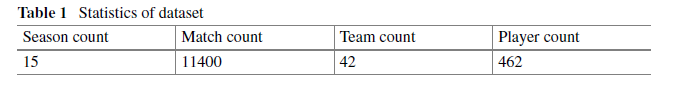 Table 1 Statistics of dataset
Season count Match count Team count Player count
15 11400 42 462